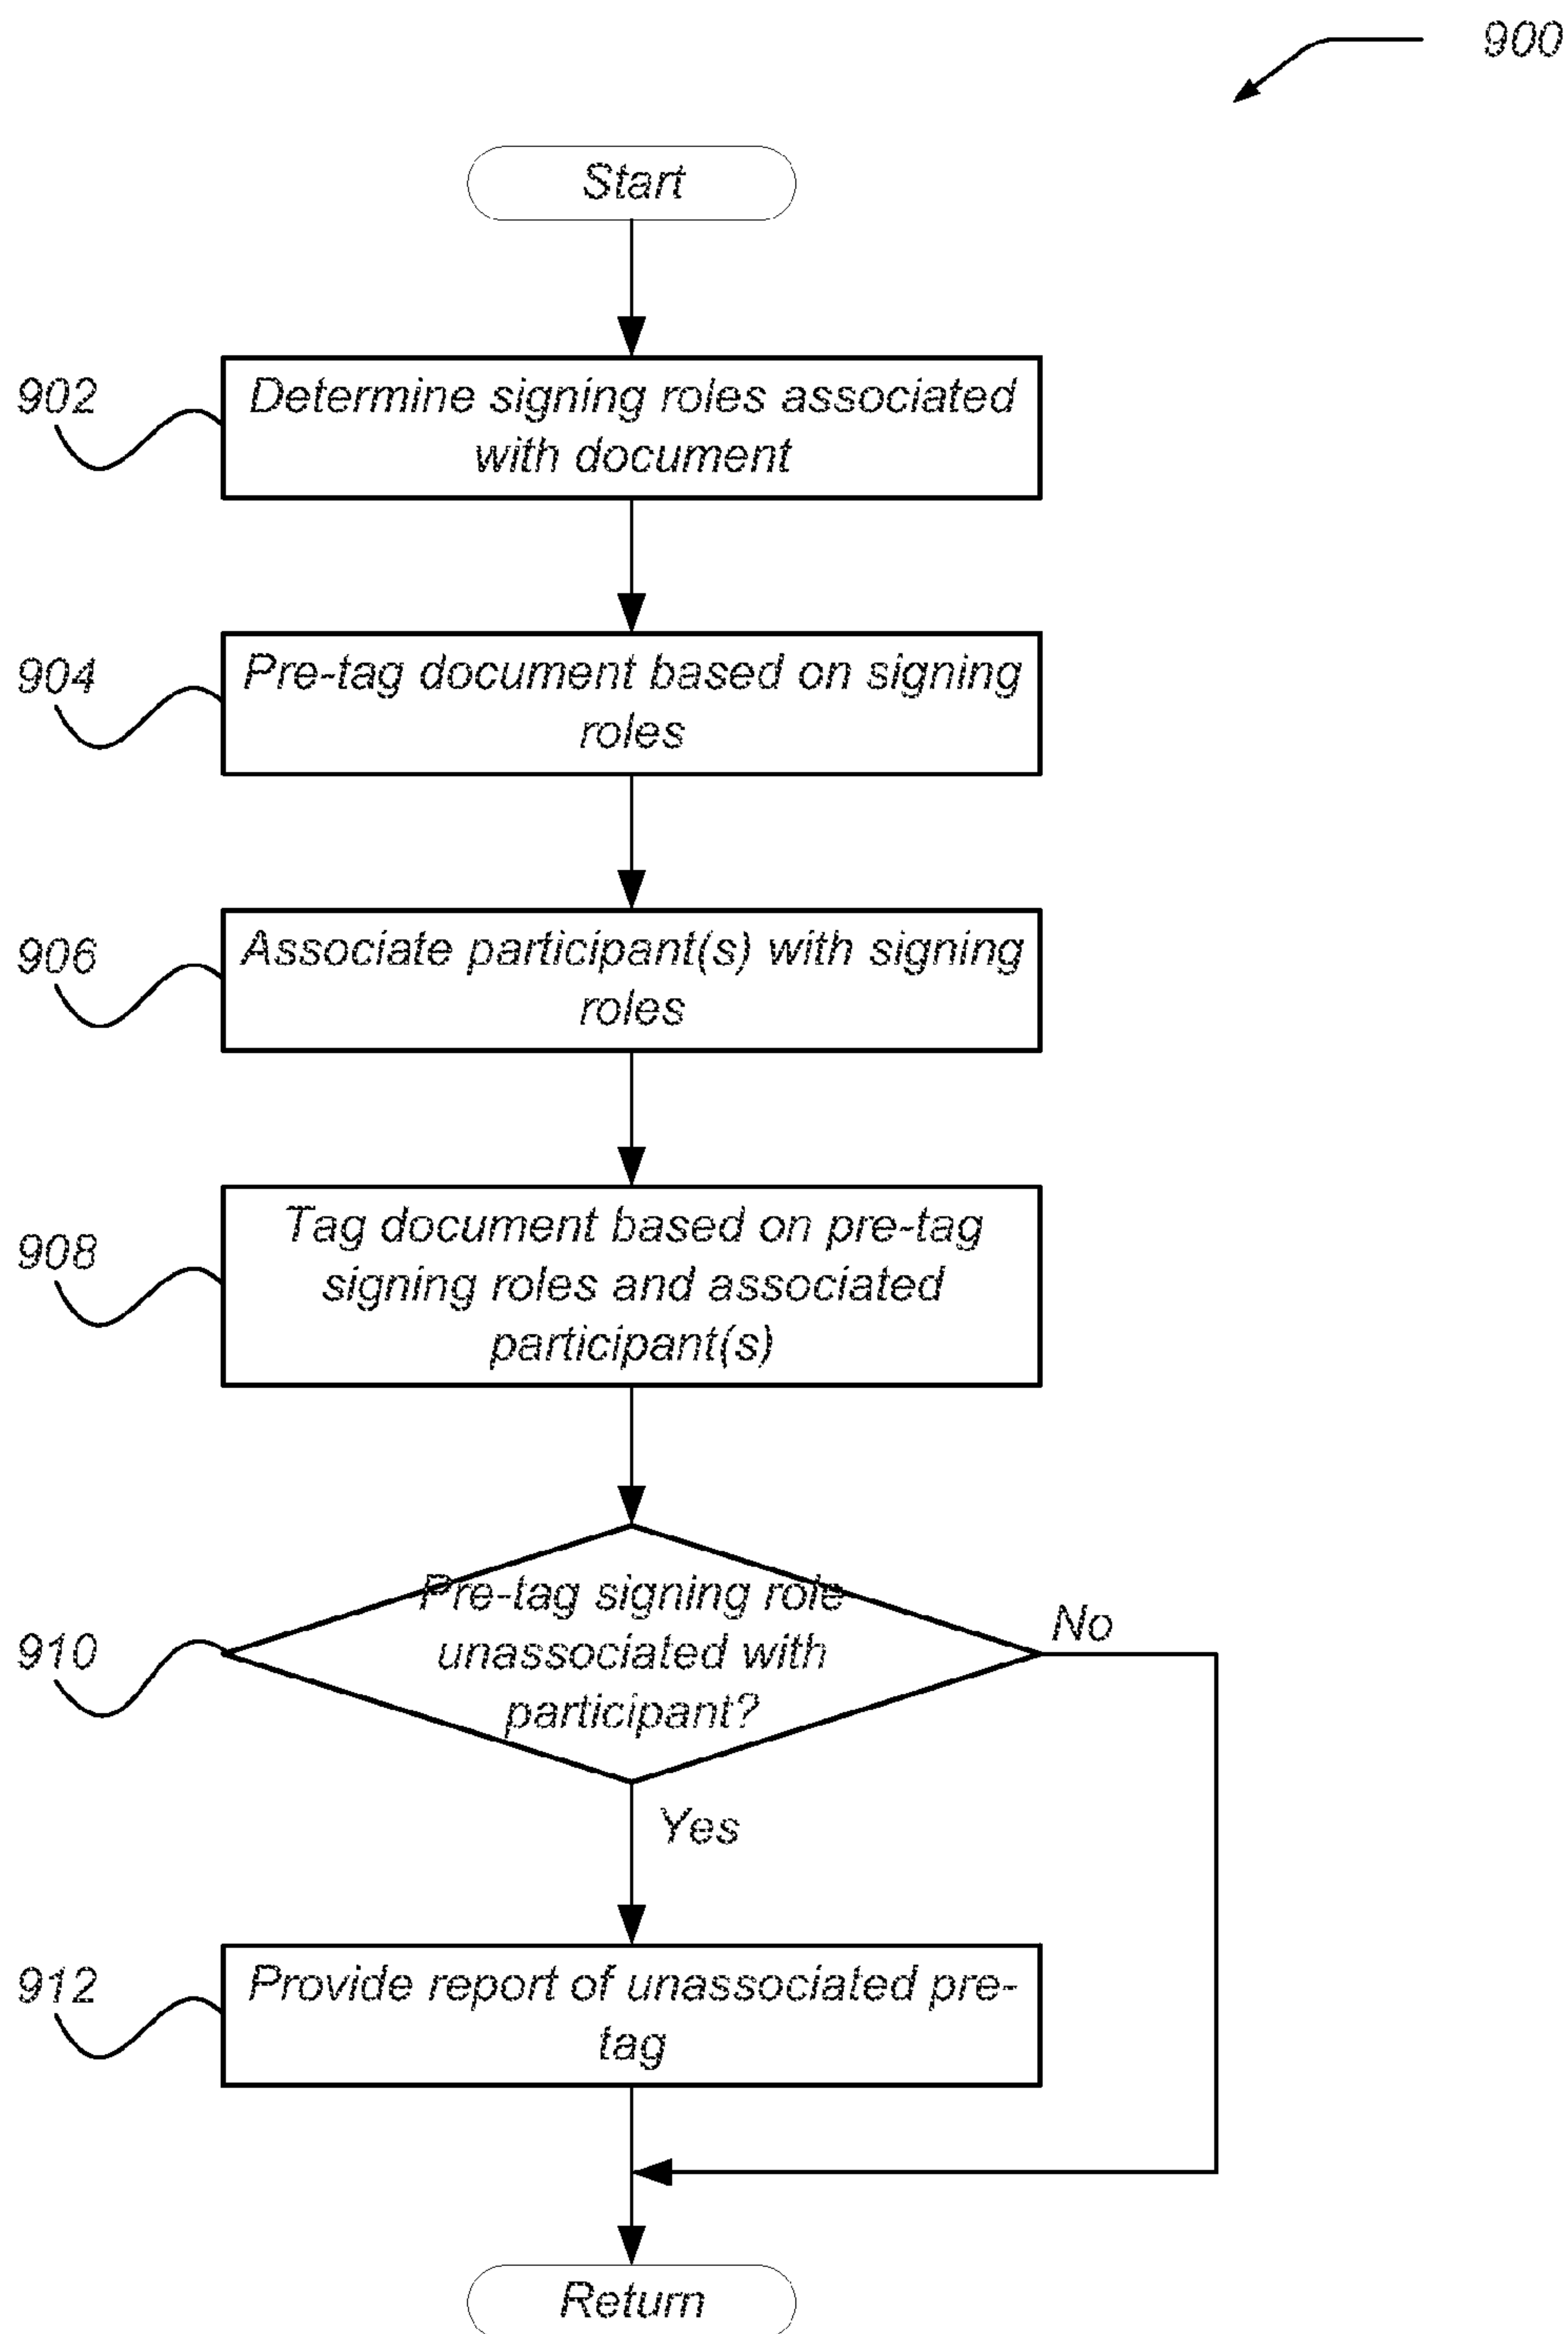 900
Start
902
Determine signing roles associated
with document
904
Pre-tag document based on signing
roles
906
Associate participant(s) with signing
roles
908
Tag document based on pre-tag
signing roles and associated
participant(s)
910
Pre-tag signing role
unassociated with
participant?
No
Yes
912
Provide report of unassociated pre-
tag
Return